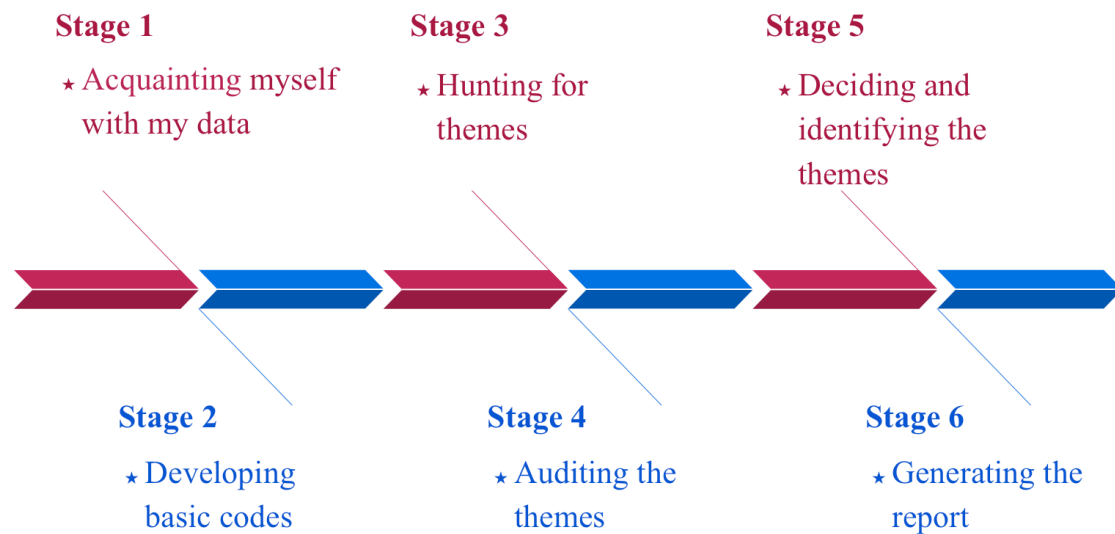 Stage 1
★ Acquainting myself
with my data
Stage 3
★ Hunting for
themes
Stage 5
★ Deciding and
identifying the
themes
Stage 2
★ Developing
basic codes
Stage 4
★ Auditing the
themes
Stage 6
★ Generating the
report